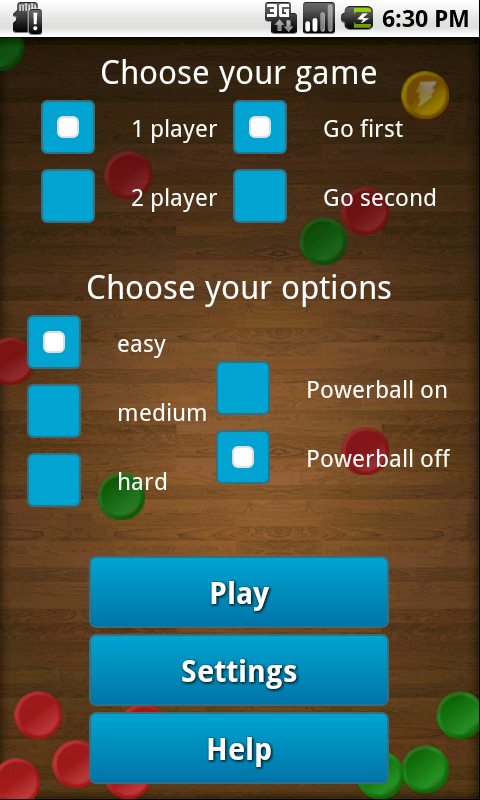 3G 6:30 PM
Choose your game
1 player Go first
2 player Go second
Choose your options
easy
Powerball on
medium
Powerball off
hard
Play
Settings
Help